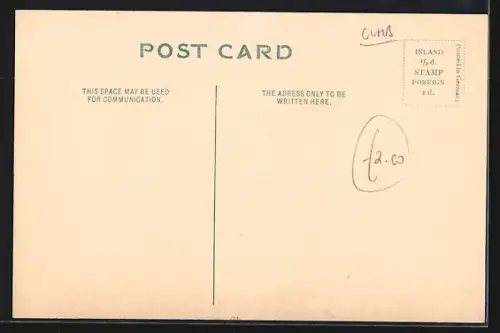 CUMB
POST CARD
INLAND
½d.
STAMP
FOREIGN
1d.
Printed in Germany
THIS SPACE MAY BE USED
FOR COMMUNICATION.
THE ADRESS ONLY TO BE
WRITTEN HERE.
£2.00